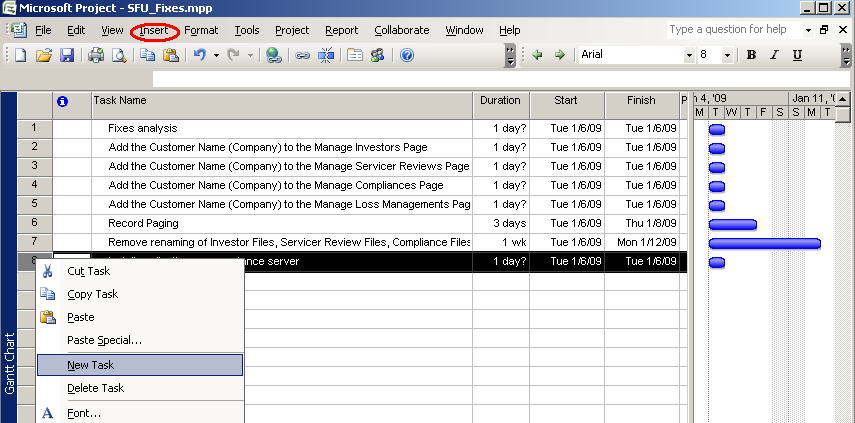 Microsoft Project - SFU_Fixes.mpp
File Edit View Insert Format Tools Project Report Collaborate Window Help Type a question for help
Arial 8 B I U
Task Name Duration Start Finish P n 4, '09 Jan 11, '0
M T W T F S S M T
1 Fixes analysis 1 day? Tue 1/6/09 Tue 1/6/09
2 Add the Customer Name (Company) to the Manage Investors Page 1 day? Tue 1/6/09 Tue 1/6/09
3 Add the Customer Name (Company) to the Manage Servicer Reviews Page 1 day? Tue 1/6/09 Tue 1/6/09
4 Add the Customer Name (Company) to the Manage Compliances Page 1 day? Tue 1/6/09 Tue 1/6/09
5 Add the Customer Name (Company) to the Manage Loss Managements Pag 1 day? Tue 1/6/09 Tue 1/6/09
6 Record Paging 3 days Tue 1/6/09 Thu 1/8/09
7 Remove renaming of Investor Files, Servicer Review Files, Compliance Files 1 wk Tue 1/6/09 Mon 1/12/09
8 ance server 1 day? Tue 1/6/09 Tue 1/6/09
Cut Task
Copy Task
Paste
Paste Special...
New Task
Delete Task
A Font...
Gantt Chart